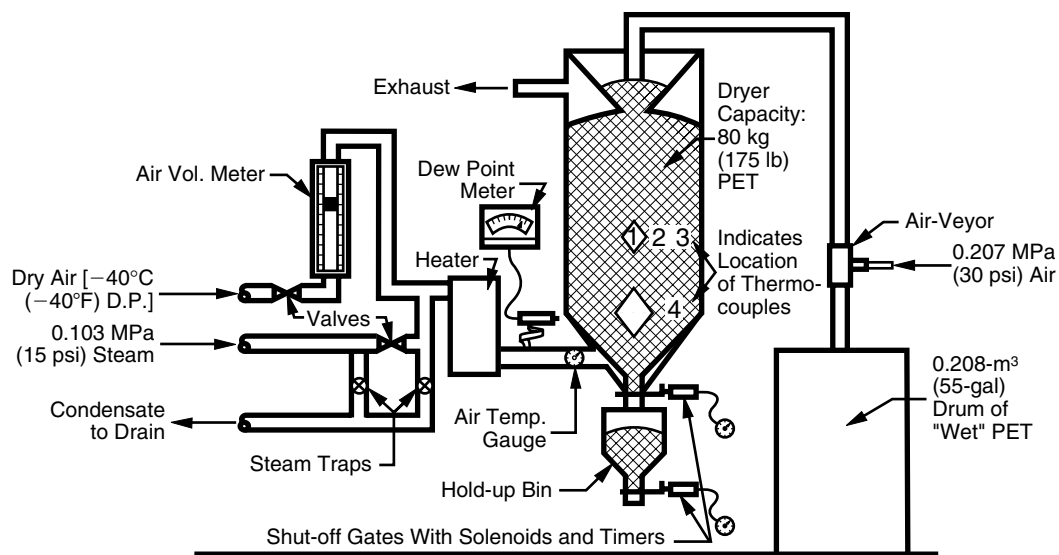 Exhaust
Dryer
Capacity:
80 kg
(175 lb)
PET
Air Vol. Meter
Dew Point
Meter
1 2 3
4
Indicates
Location
of Thermo-
couples
Air-Veyor
0.207 MPa
(30 psi) Air
Heater
Dry Air [−40°C
(−40°F) D.P.]
Valves
0.103 MPa
(15 psi) Steam
Condensate
to Drain
Steam Traps
Air Temp.
Gauge
Hold-up Bin
0.208-m³
(55-gal)
Drum of
"Wet" PET
Shut-off Gates With Solenoids and Timers